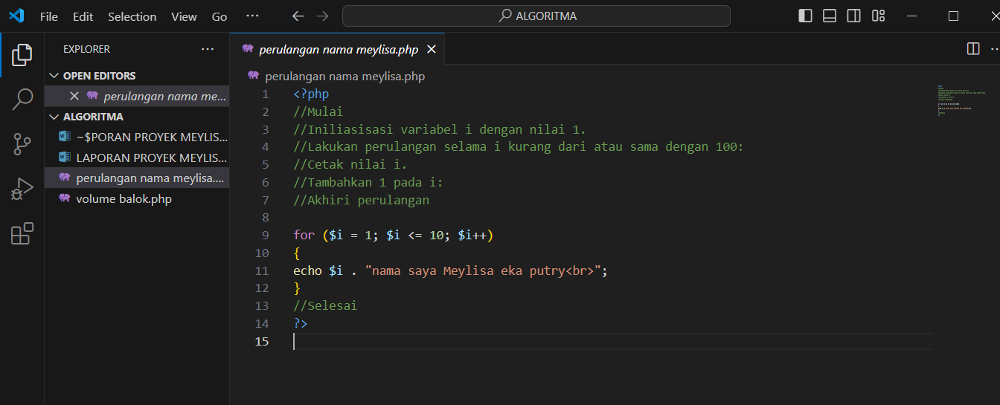 File Edit Selection View Go ··· ALGORITMA
EXPLORER ···
OPEN EDITORS
perulangan nama me...
ALGORITMA
~$PORAN PROYEK MEYLIS...
LAPORAN PROYEK MEYLIS...
perulangan nama meylisa....
volume balok.php
perulangan nama meylisa.php
perulangan nama meylisa.php
1 <?php
2 //Mulai
3 //Iniliasisasi variabel i dengan nilai 1.
4 //Lakukan perulangan selama i kurang dari atau sama dengan 100:
5 //Cetak nilai i.
6 //Tambahkan 1 pada i:
7 //Akhiri perulangan
8
9 for ($i = 1; $i <= 10; $i++)
10 {
11 echo $i . "nama saya Meylisa eka putry<br>";
12 }
13 //Selesai
14 ?>
15